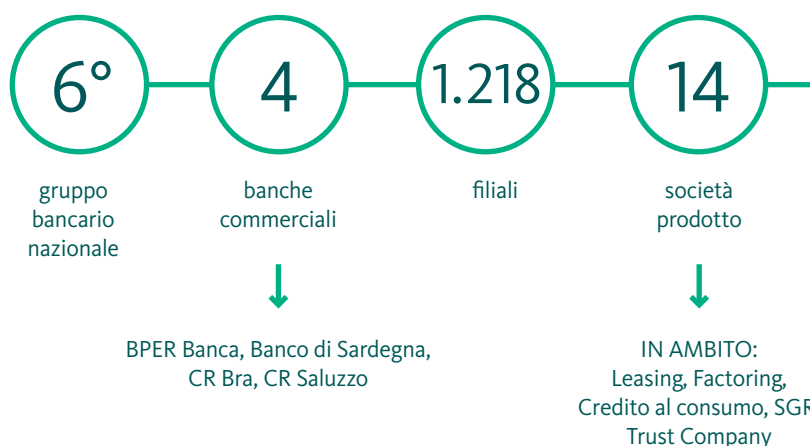 6°
gruppo
bancario
nazionale
4
banche
commerciali
BPER Banca, Banco di Sardegna,
CR Bra, CR Saluzzo
1.218
filiali
14
società
prodotto
IN AMBITO:
Leasing, Factoring,
Credito al consumo, SGR
Trust Company